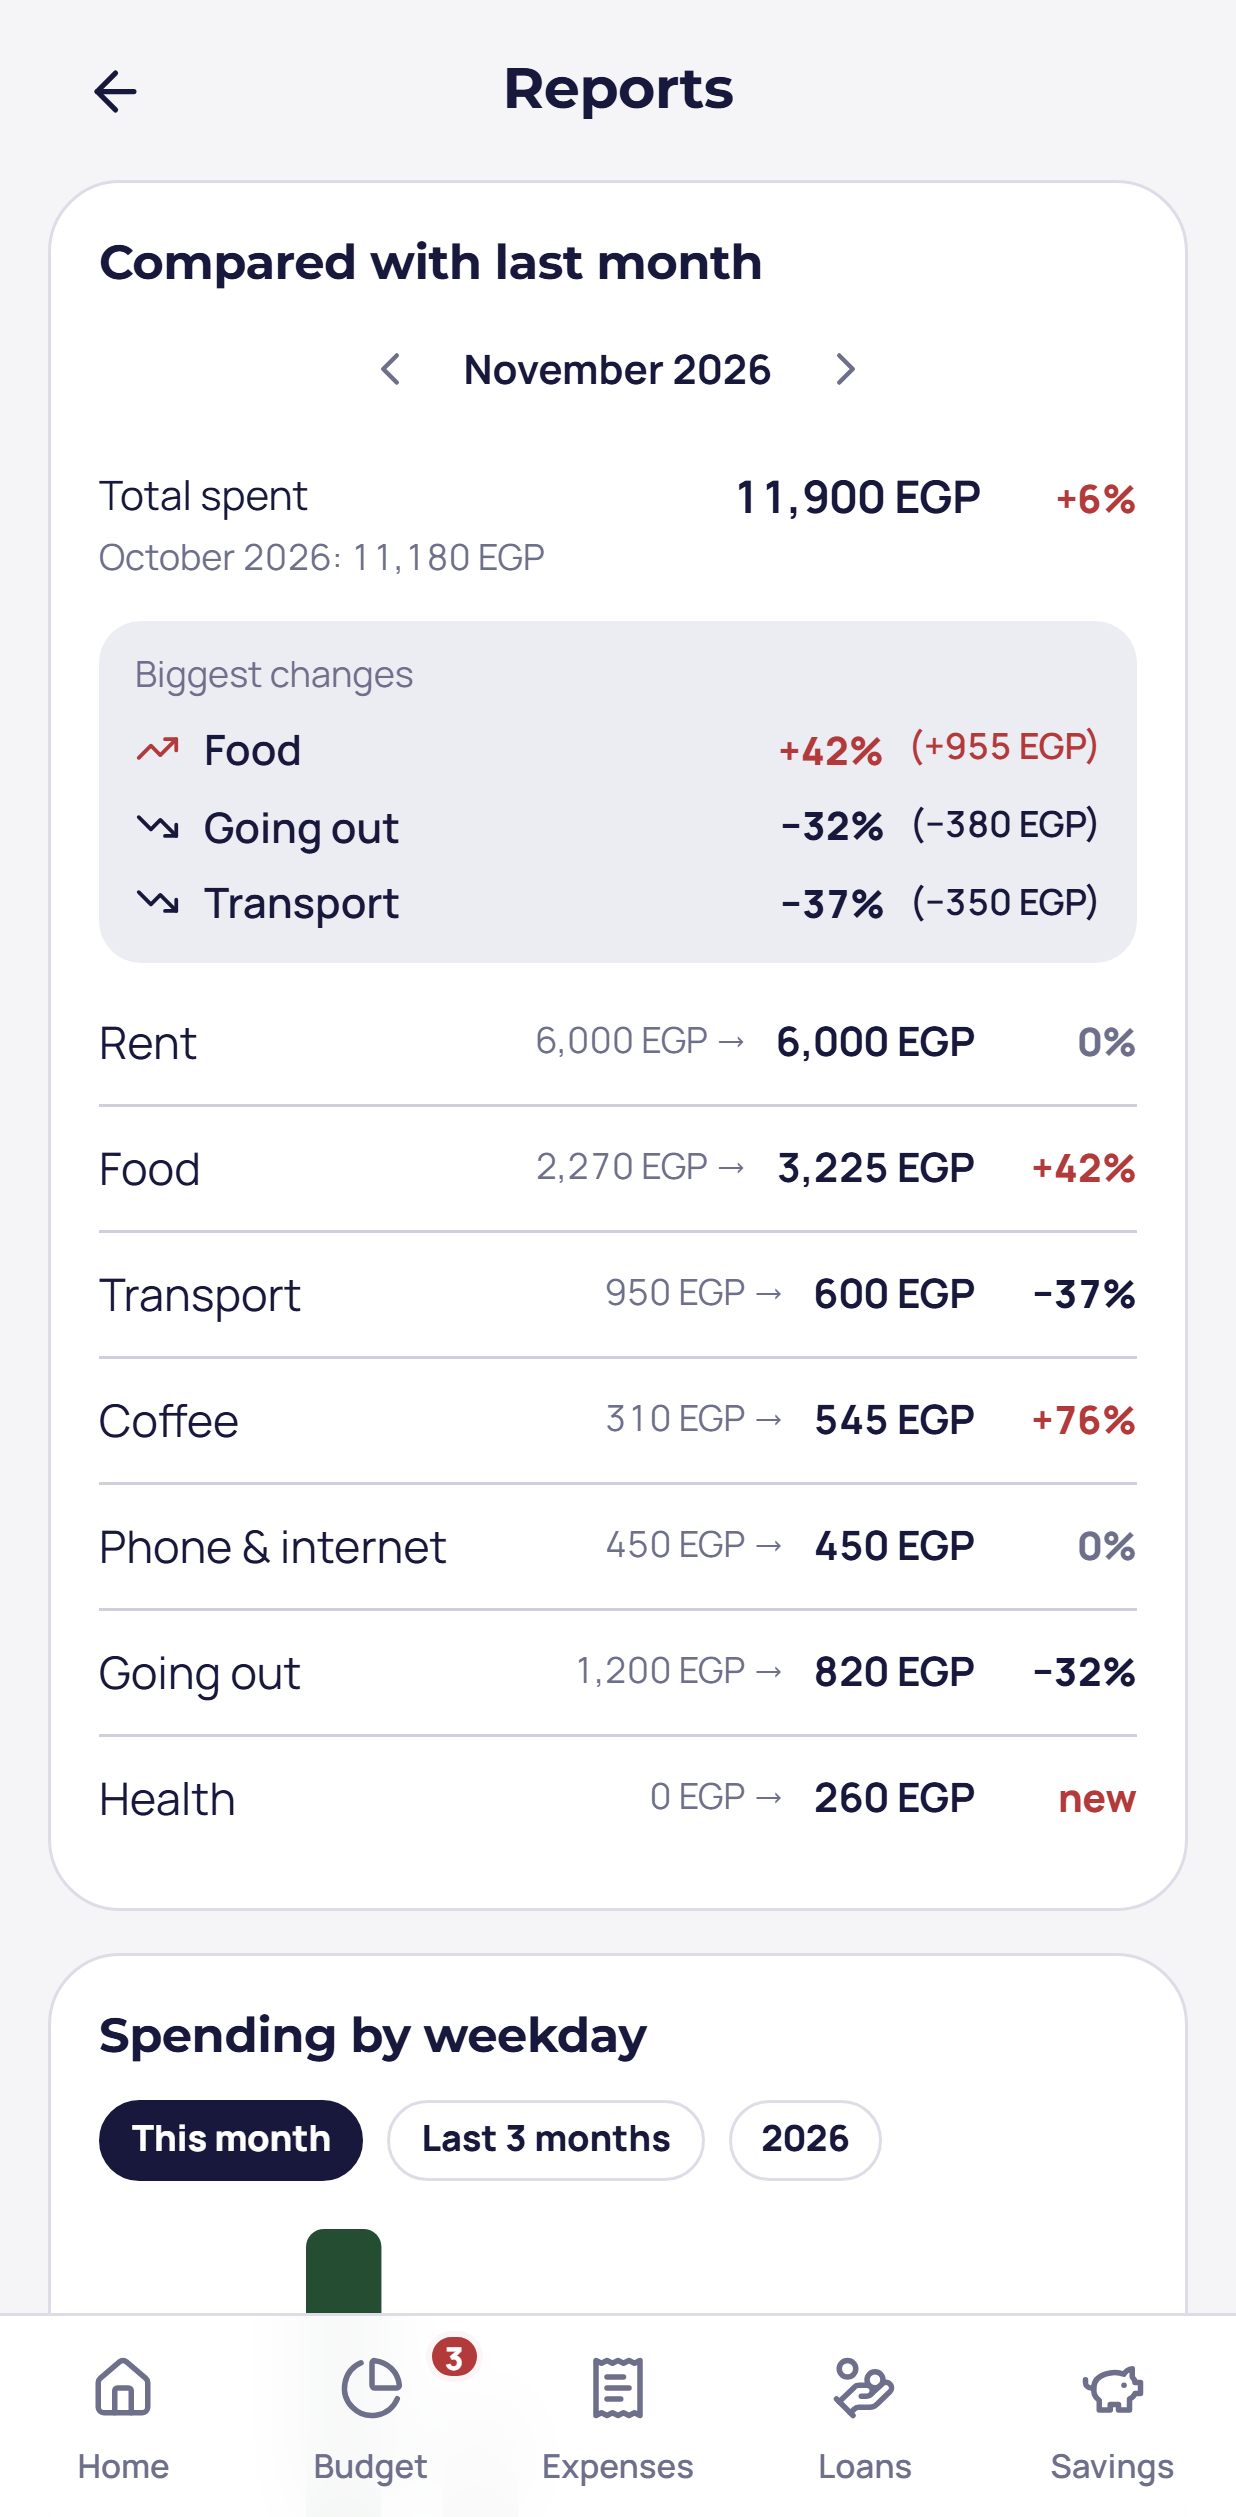 Reports
Compared with last month
November 2026
Total spent 11,900 EGP +6%
October 2026: 11,180 EGP
Biggest changes
Food +42% (+955 EGP)
Going out −32% (−380 EGP)
Transport −37% (−350 EGP)
Rent 6,000 EGP → 6,000 EGP 0%
Food 2,270 EGP → 3,225 EGP +42%
Transport 950 EGP → 600 EGP −37%
Coffee 310 EGP → 545 EGP +76%
Phone & internet 450 EGP → 450 EGP 0%
Going out 1,200 EGP → 820 EGP −32%
Health 0 EGP → 260 EGP new
Spending by weekday
This month Last 3 months 2026
3
Home Budget Expenses Loans Savings